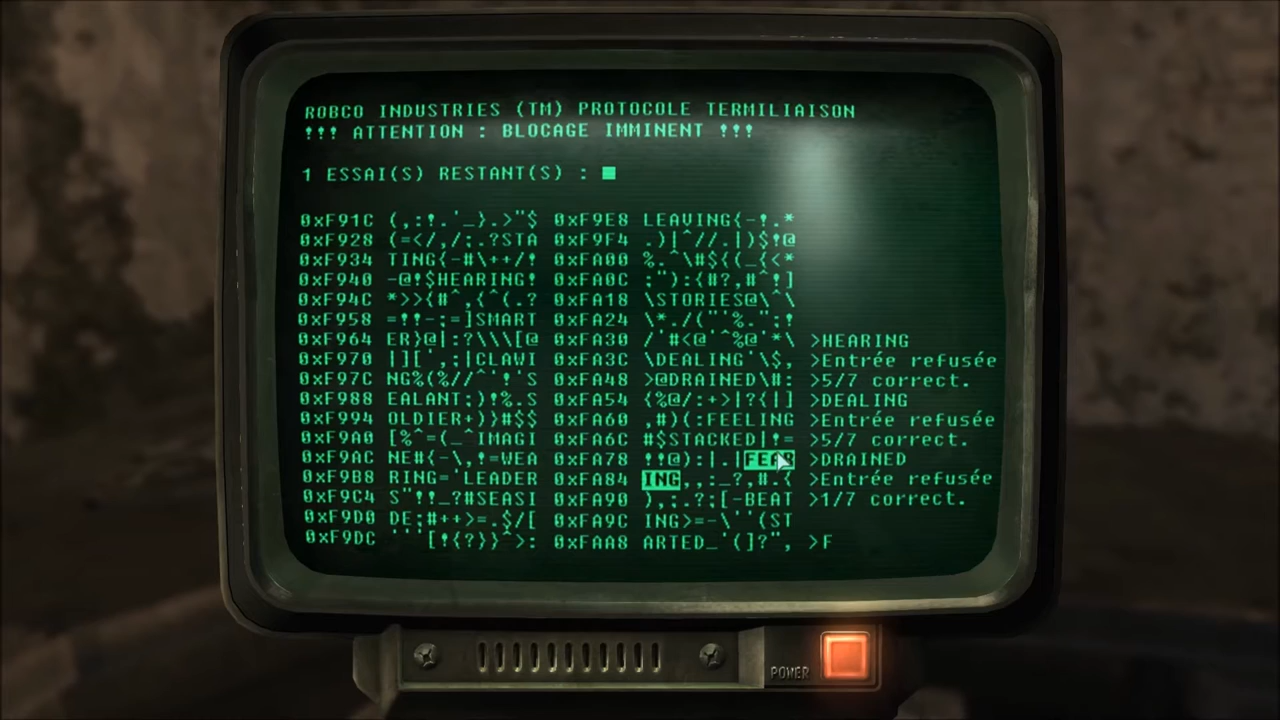 ROBCO INDUSTRIES (TM) PROTOCOLE TERMILIAISON
!!! ATTENTION : BLOCAGE IMMINENT !!!
1 ESSAI(S) RESTANT(S) :
0xF91C (,:!.'_}.>"$ 0xF9E8 LEAVING{-!.*
0xF928 (=</,/;.?STA 0xF9F4 .)|^//.|)$!@
0xF934 TING{-#\++/! 0xFA00 %.^\#${(_{<*
0xF940 -@!$HEARING! 0xFA0C ;"):{#?,#^!]
0xF94C *>>{#^,{^(.? 0xFA18 \STORIES@\^\
0xF958 =!!-;=]SMART 0xFA24 \*./("'%.";!
0xF964 ER}@|:?\\\[@ 0xFA30 /'#<@'^%@'*\ >HEARING
0xF970 |][',;|CLAWI 0xFA3C \DEALING'\$, >Entrée refusée
0xF97C NG%(%//^'!'S 0xFA48 >@DRAINED\#: >5/7 correct.
0xF988 EALANT;)!%.S 0xFA54 {%@/:+>|?{|] >DEALING
0xF994 OLDIER+)}#$$ 0xFA60 ,#)(:FEELING >Entrée refusée
0xF9A0 [%^=(_^IMAGI 0xFA6C #$STACKED|!= >5/7 correct.
0xF9AC NE#{-\,!=WEA 0xFA78 !!@):|.|FEAR >DRAINED
0xF9B8 RING='LEADER 0xFA84 ING,,:_?,#.{ >Entrée refusée
0xF9C4 S"!!_?#SEASI 0xFA90 ),:.?;[-BEAT >1/7 correct.
0xF9D0 DE;#++>=.$/[ 0xFA9C ING>=-\''(ST
0xF9DC '''[!{?}}^>: 0xFAA8 ARTED_'(]?", >F
POWER